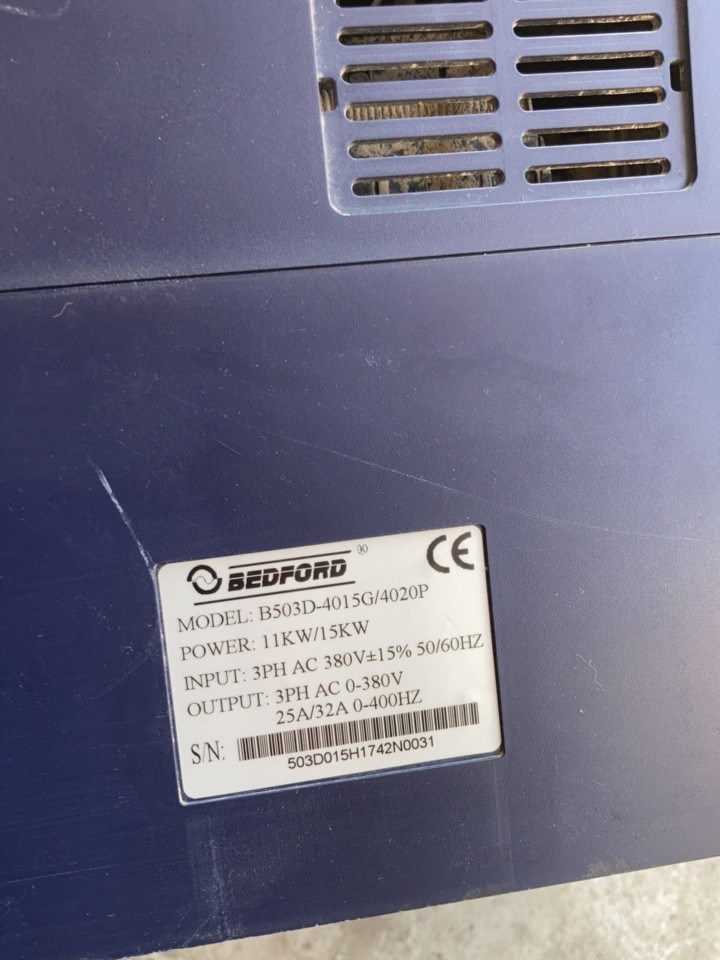 BEDFORD ®
CE
MODEL: B503D-4015G/4020P
POWER: 11KW/15KW
INPUT: 3PH AC 380V±15% 50/60HZ
OUTPUT: 3PH AC 0-380V
25A/32A 0-400HZ
S/N:
503D015H1742N0031